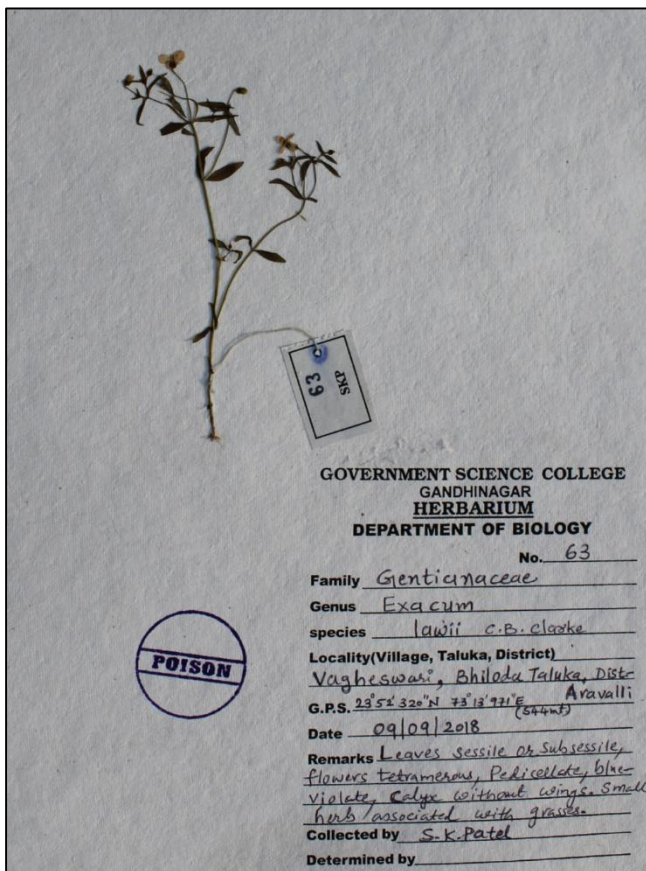 63
SKP
GOVERNMENT SCIENCE COLLEGE
GANDHINAGAR
HERBARIUM
DEPARTMENT OF BIOLOGY
No. 63
Family Gentianaceae
Genus Exacum
species lawii C.B. Clarke
Locality(Village, Taluka, District)
Vagheswari, Bhiloda Taluka, Distr
Aravalli
G.P.S. 23°52'320"N 73°13'971"E
(544mt)
Date 09/09/2018
Remarks Leaves sessile or subsessile,
flowers tetramerous, Pedicellate, blue-
violate, Calyx without wings. Small
herb associated with grasses.
Collected by S.K.Patel
Determined by
POISON